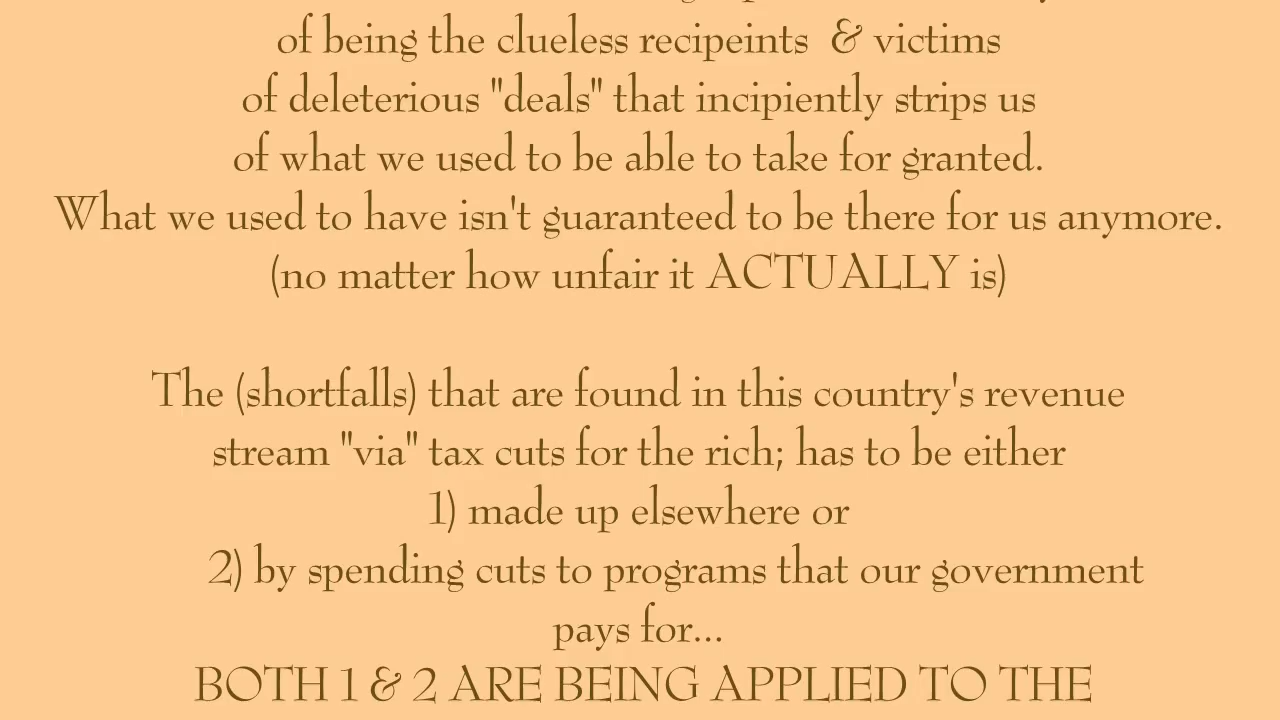 of being the clueless recipeints & victims
of deleterious "deals" that incipiently strips us
of what we used to be able to take for granted.
What we used to have isn't guaranteed to be there for us anymore.
(no matter how unfair it ACTUALLY is)
The (shortfalls) that are found in this country's revenue
stream "via" tax cuts for the rich; has to be either
1) made up elsewhere or
2) by spending cuts to programs that our government
pays for...
BOTH 1 & 2 ARE BEING APPLIED TO THE